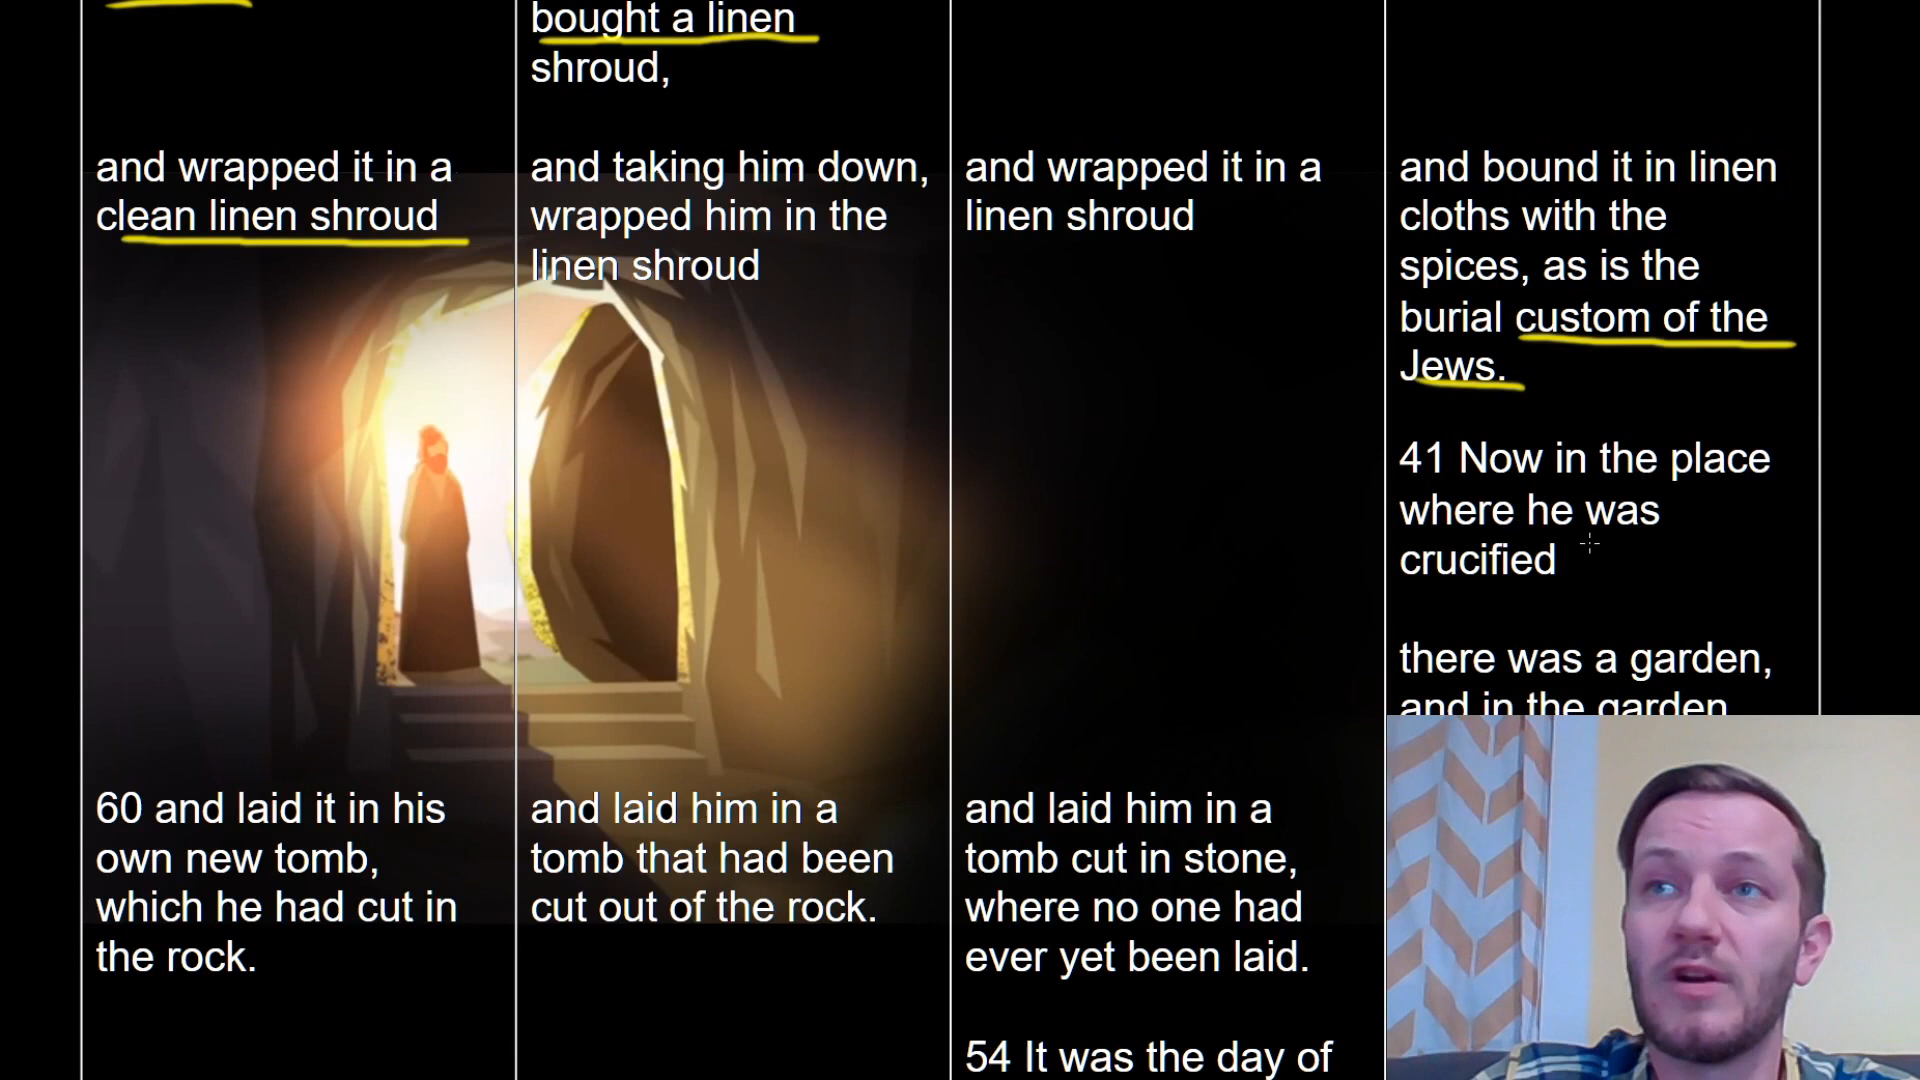 bought a linen
shroud,
and wrapped it in a
clean linen shroud
and taking him down,
wrapped him in the
linen shroud
and wrapped it in a
linen shroud
and bound it in linen
cloths with the
spices, as is the
burial custom of the
Jews.
41 Now in the place
where he was
crucified
there was a garden,
and in the garden
60 and laid it in his
own new tomb,
which he had cut in
the rock.
and laid him in a
tomb that had been
cut out of the rock.
and laid him in a
tomb cut in stone,
where no one had
ever yet been laid.
54 It was the day of